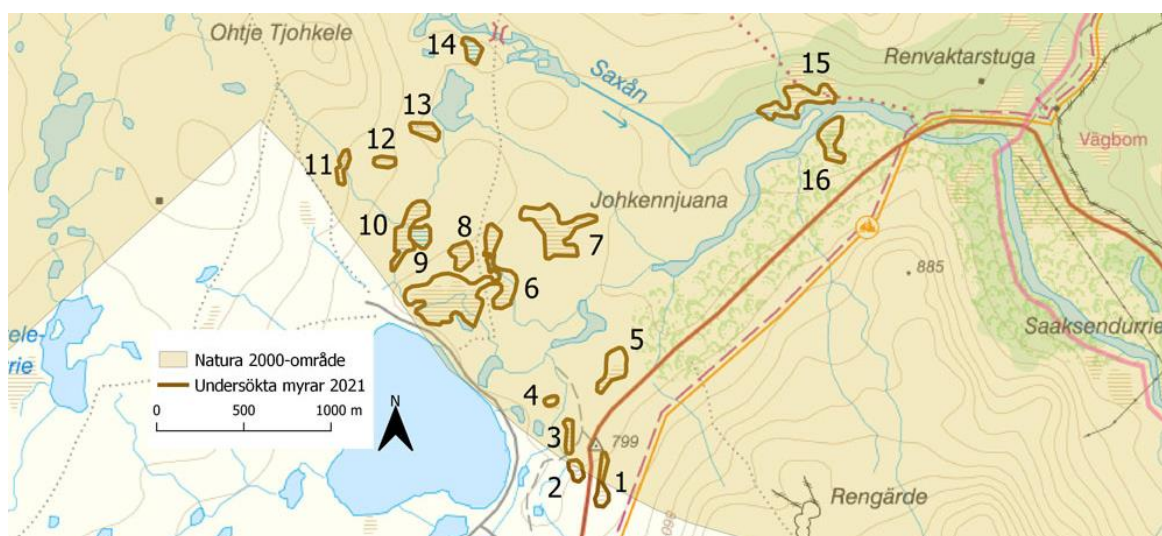 Ohtje Tjohkele
14
Saxån
15
Renvaktarstuga
13
12
11
Vägbom
16
Johkennjuana
10
8
7
9
6
885
Saaksendurrie
5
4
3
799
2
1
Rengärde
Natura 2000-område
Undersökta myrar 2021
0 500 1000 m
N